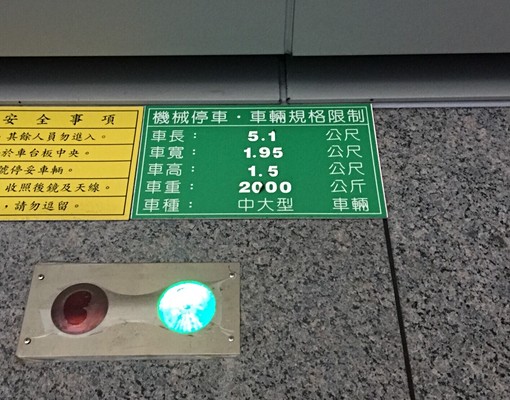 安全事項
其餘人員勿進入。
於車台板中央。
停妥車輛。
收照後鏡及天線。
請勿逗留。
機械停車・車輛規格限制
車長： 5.1 公尺
車寬： 1.95 公尺
車高： 1.5 公尺
車重： 2000 公斤
車種： 中大型 車輛